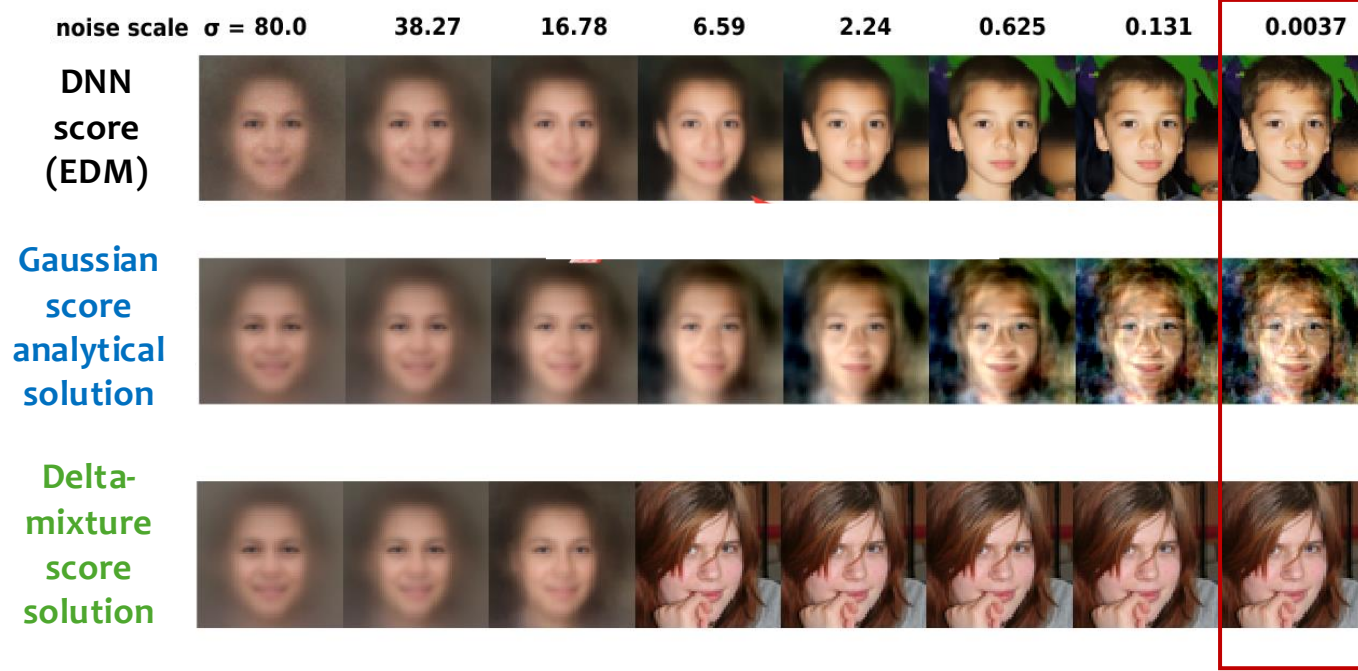 noise scale σ = 80.0 38.27 16.78 6.59 2.24 0.625 0.131 0.0037
DNN
score
(EDM)
Gaussian
score
analytical
solution
Delta-
mixture
score
solution